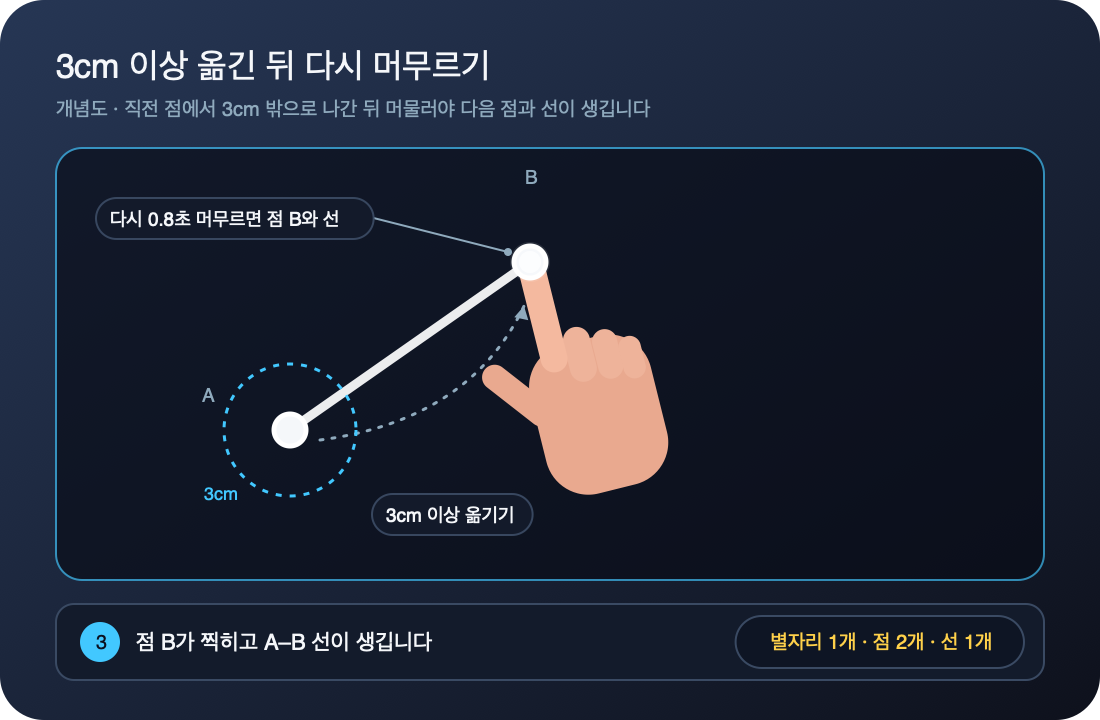 3cm 이상 옮긴 뒤 다시 머무르기
개념도 · 직전 점에서 3cm 밖으로 나간 뒤 머물러야 다음 점과 선이 생깁니다
B
다시 0.8초 머무르면 점 B와 선
A
3cm
3cm 이상 옮기기
3 점 B가 찍히고 A–B 선이 생깁니다
별자리 1개 · 점 2개 · 선 1개